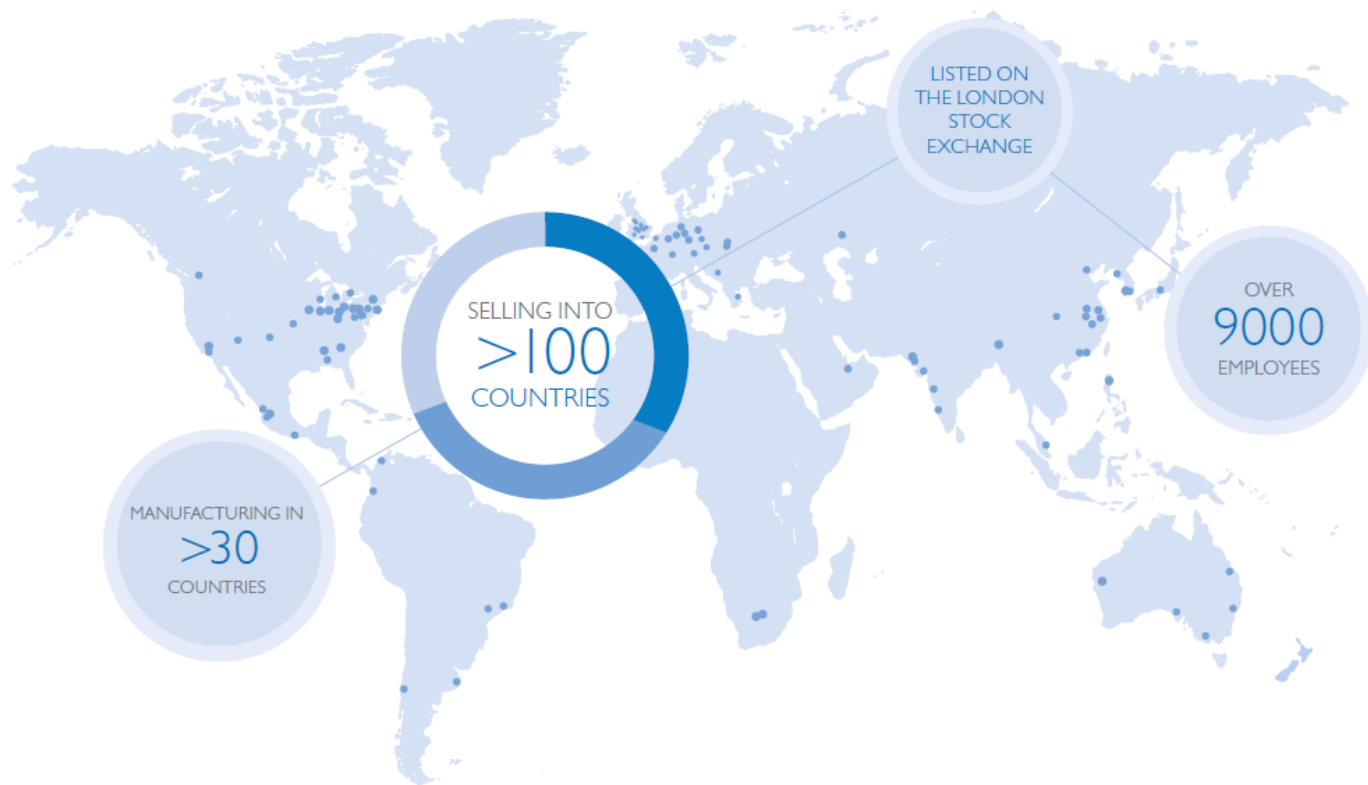 LISTED ON
THE LONDON
STOCK
EXCHANGE
SELLING INTO
>100
COUNTRIES
OVER
9000
EMPLOYEES
MANUFACTURING IN
>30
COUNTRIES